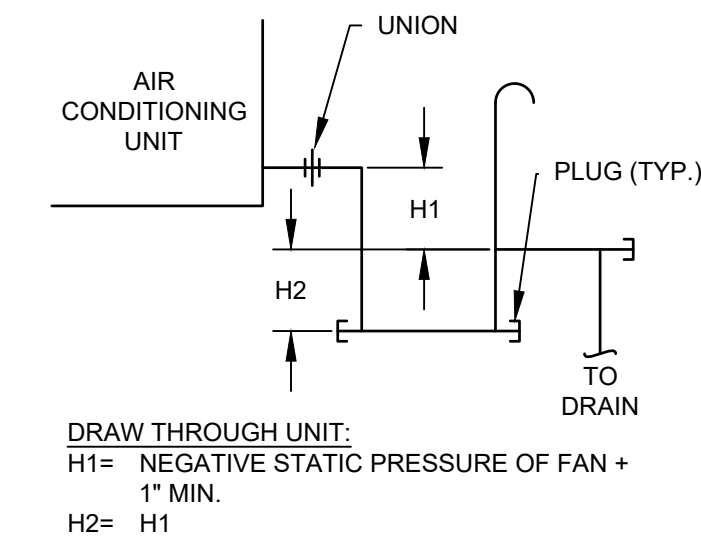 UNION
AIR
CONDITIONING
UNIT
PLUG (TYP.)
H1
H2
TO
DRAIN
DRAW THROUGH UNIT:
H1= NEGATIVE STATIC PRESSURE OF FAN +
1" MIN.
H2= H1